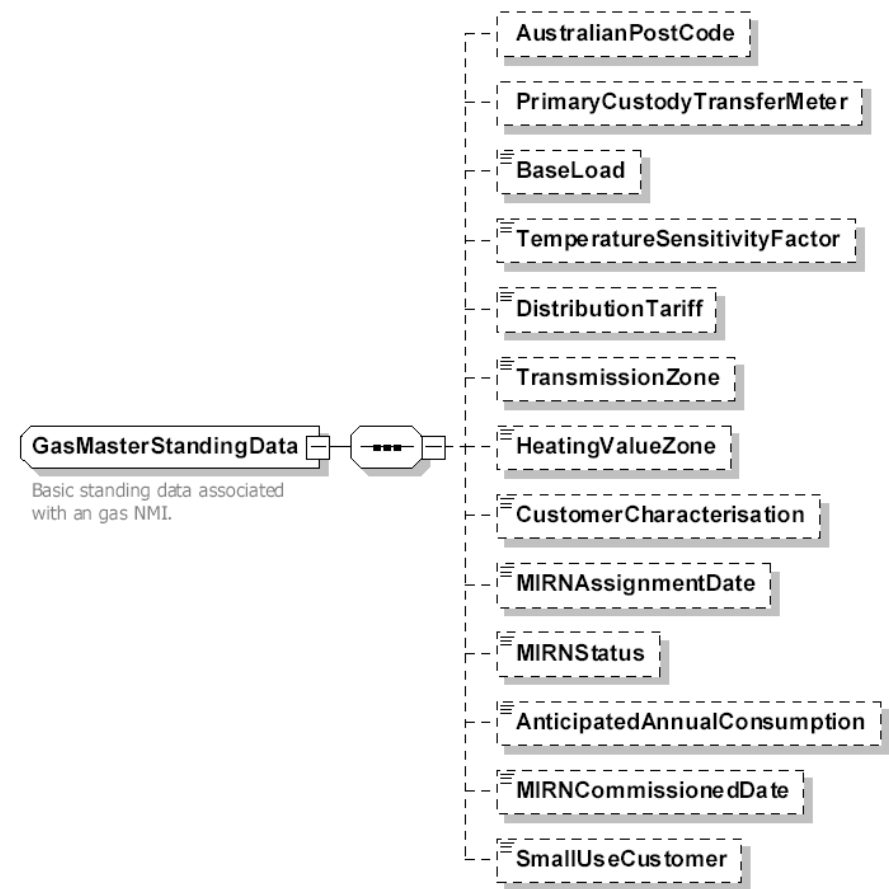 AustralianPostCode
PrimaryCustodyTransferMeter
BaseLoad
TemperatureSensitivityFactor
DistributionTariff
TransmissionZone
GasMasterStandingData
Basic standing data associated
with an gas NMI.
HeatingValueZone
CustomerCharacterisation
MIRNAssignmentDate
MIRNStatus
AnticipatedAnnualConsumption
MIRNCommissionedDate
SmallUseCustomer